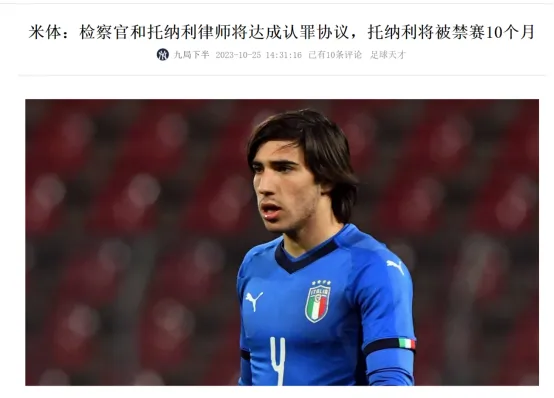 米体：检察官和托纳利律师将达成认罪协议，托纳利将被禁赛10个月
九局下半 2023-10-25 14:31:16 已有10条评论 足球天才
ITALIA
4